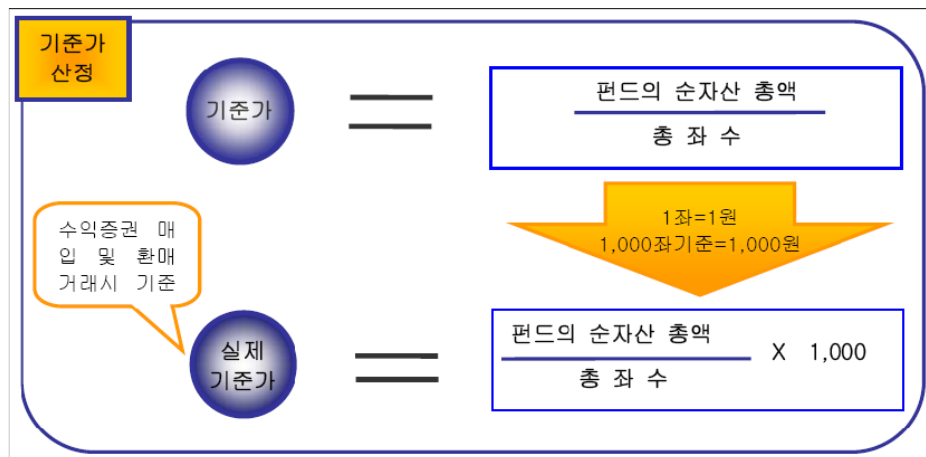 기준가
산정
기준가
펀드의 순자산 총액
총 좌 수
1좌=1원
1,000좌기준=1,000원
수익증권 매
입 및 환매
거래시 기준
실제
기준가
펀드의 순자산 총액
총 좌 수
X 1,000